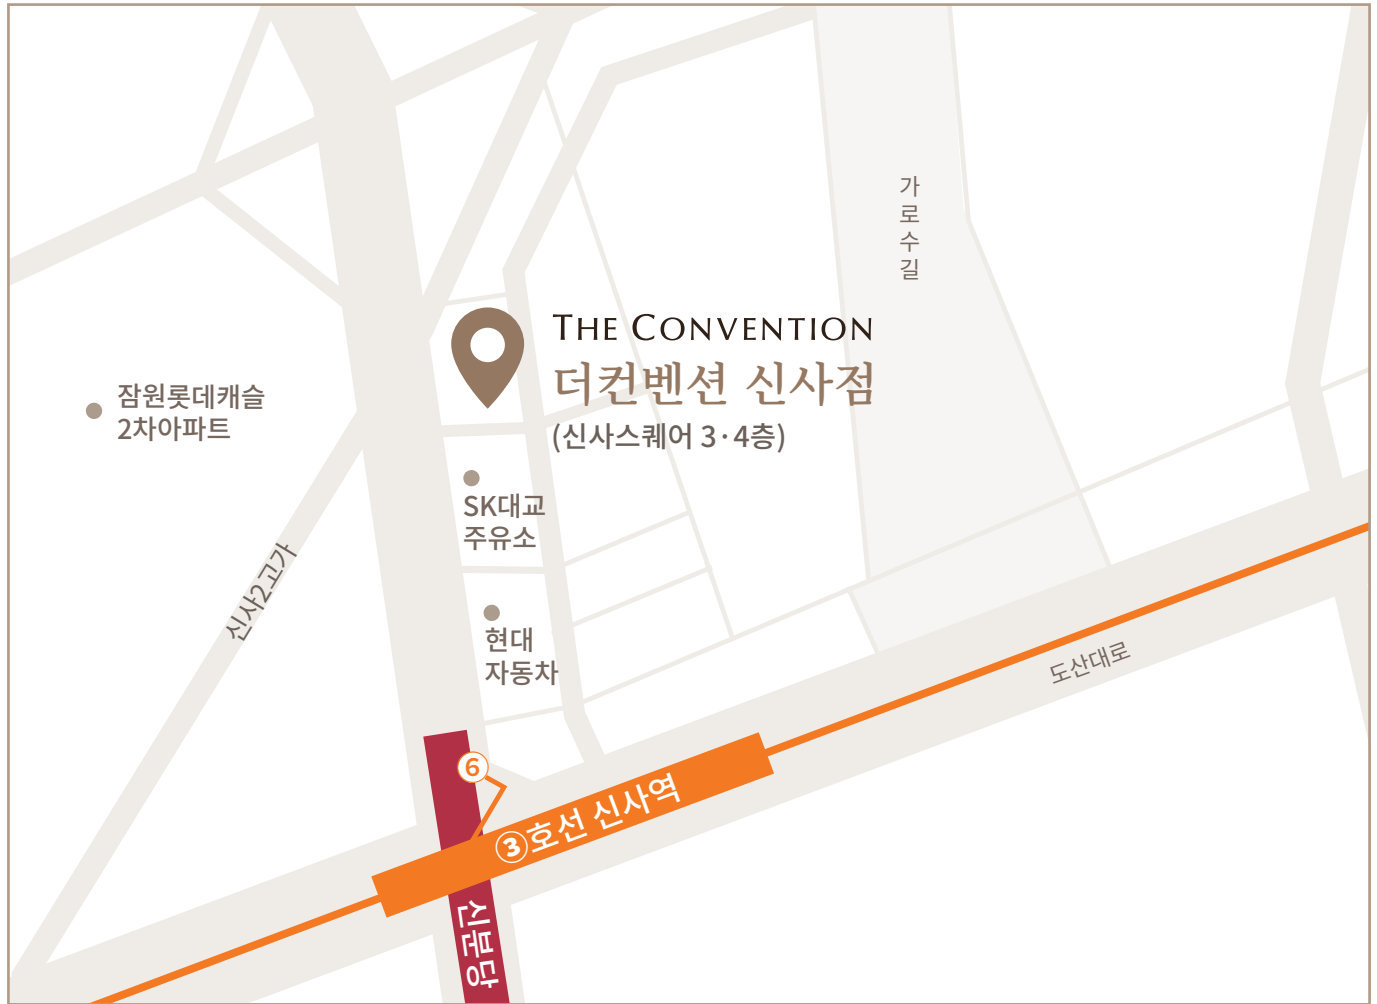 가로수길
THE CONVENTION
더컨벤션 신사점
(신사스퀘어 3·4층)
잠원롯데캐슬
2차아파트
SK대교
주유소
신사2고가
현대
자동차
도산대로
6
③호선 신사역
신분당